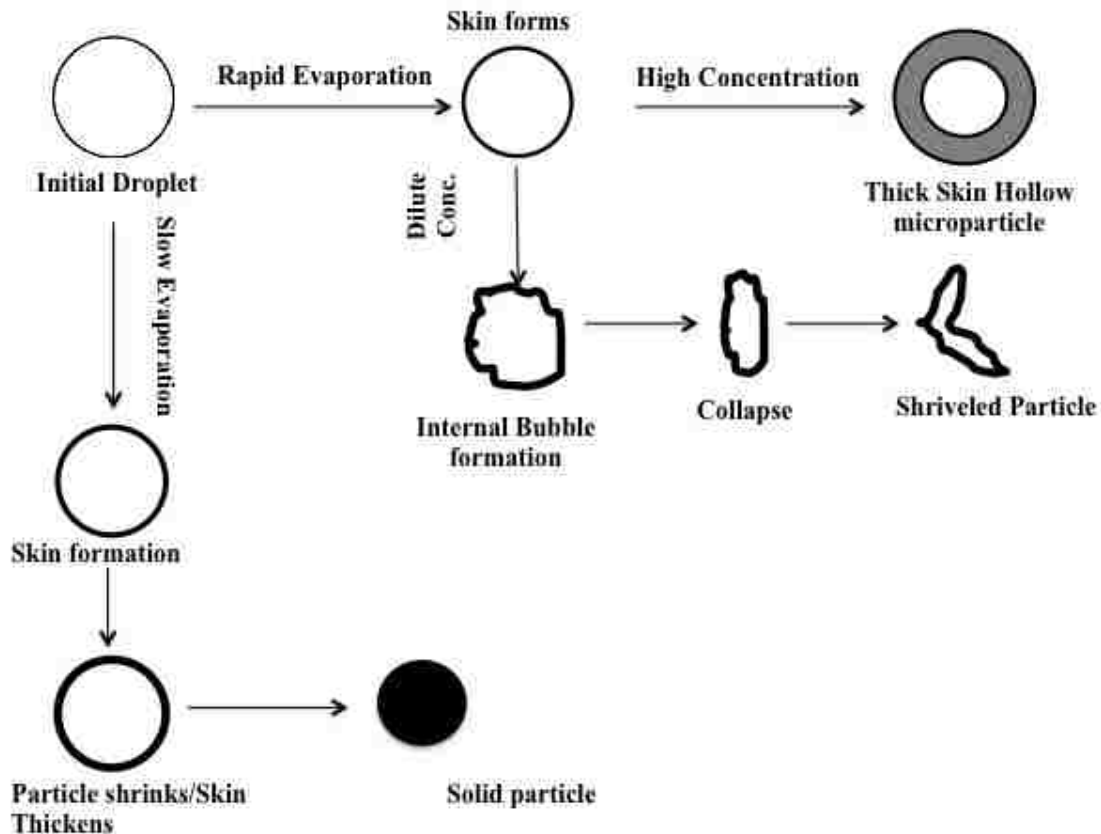 Skin forms
Rapid Evaporation
High Concentration
Initial Droplet
Thick Skin Hollow
microparticle
Dilute
Conc.
Slow Evaporation
Internal Bubble
formation
Collapse
Shriveled Particle
Skin formation
Particle shrinks/Skin
Thickens
Solid particle